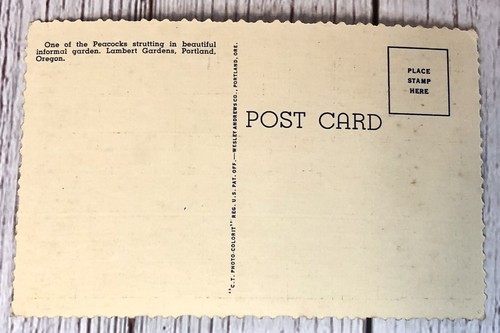 One of the Peacocks strutting in beautiful
informal garden. Lambert Gardens, Portland,
Oregon.
"C.T. PHOTO-COLORIT" REG. U.S. PAT. OFF.—WESLEY ANDREWS CO., PORTLAND, ORE.
POST CARD
PLACE
STAMP
HERE